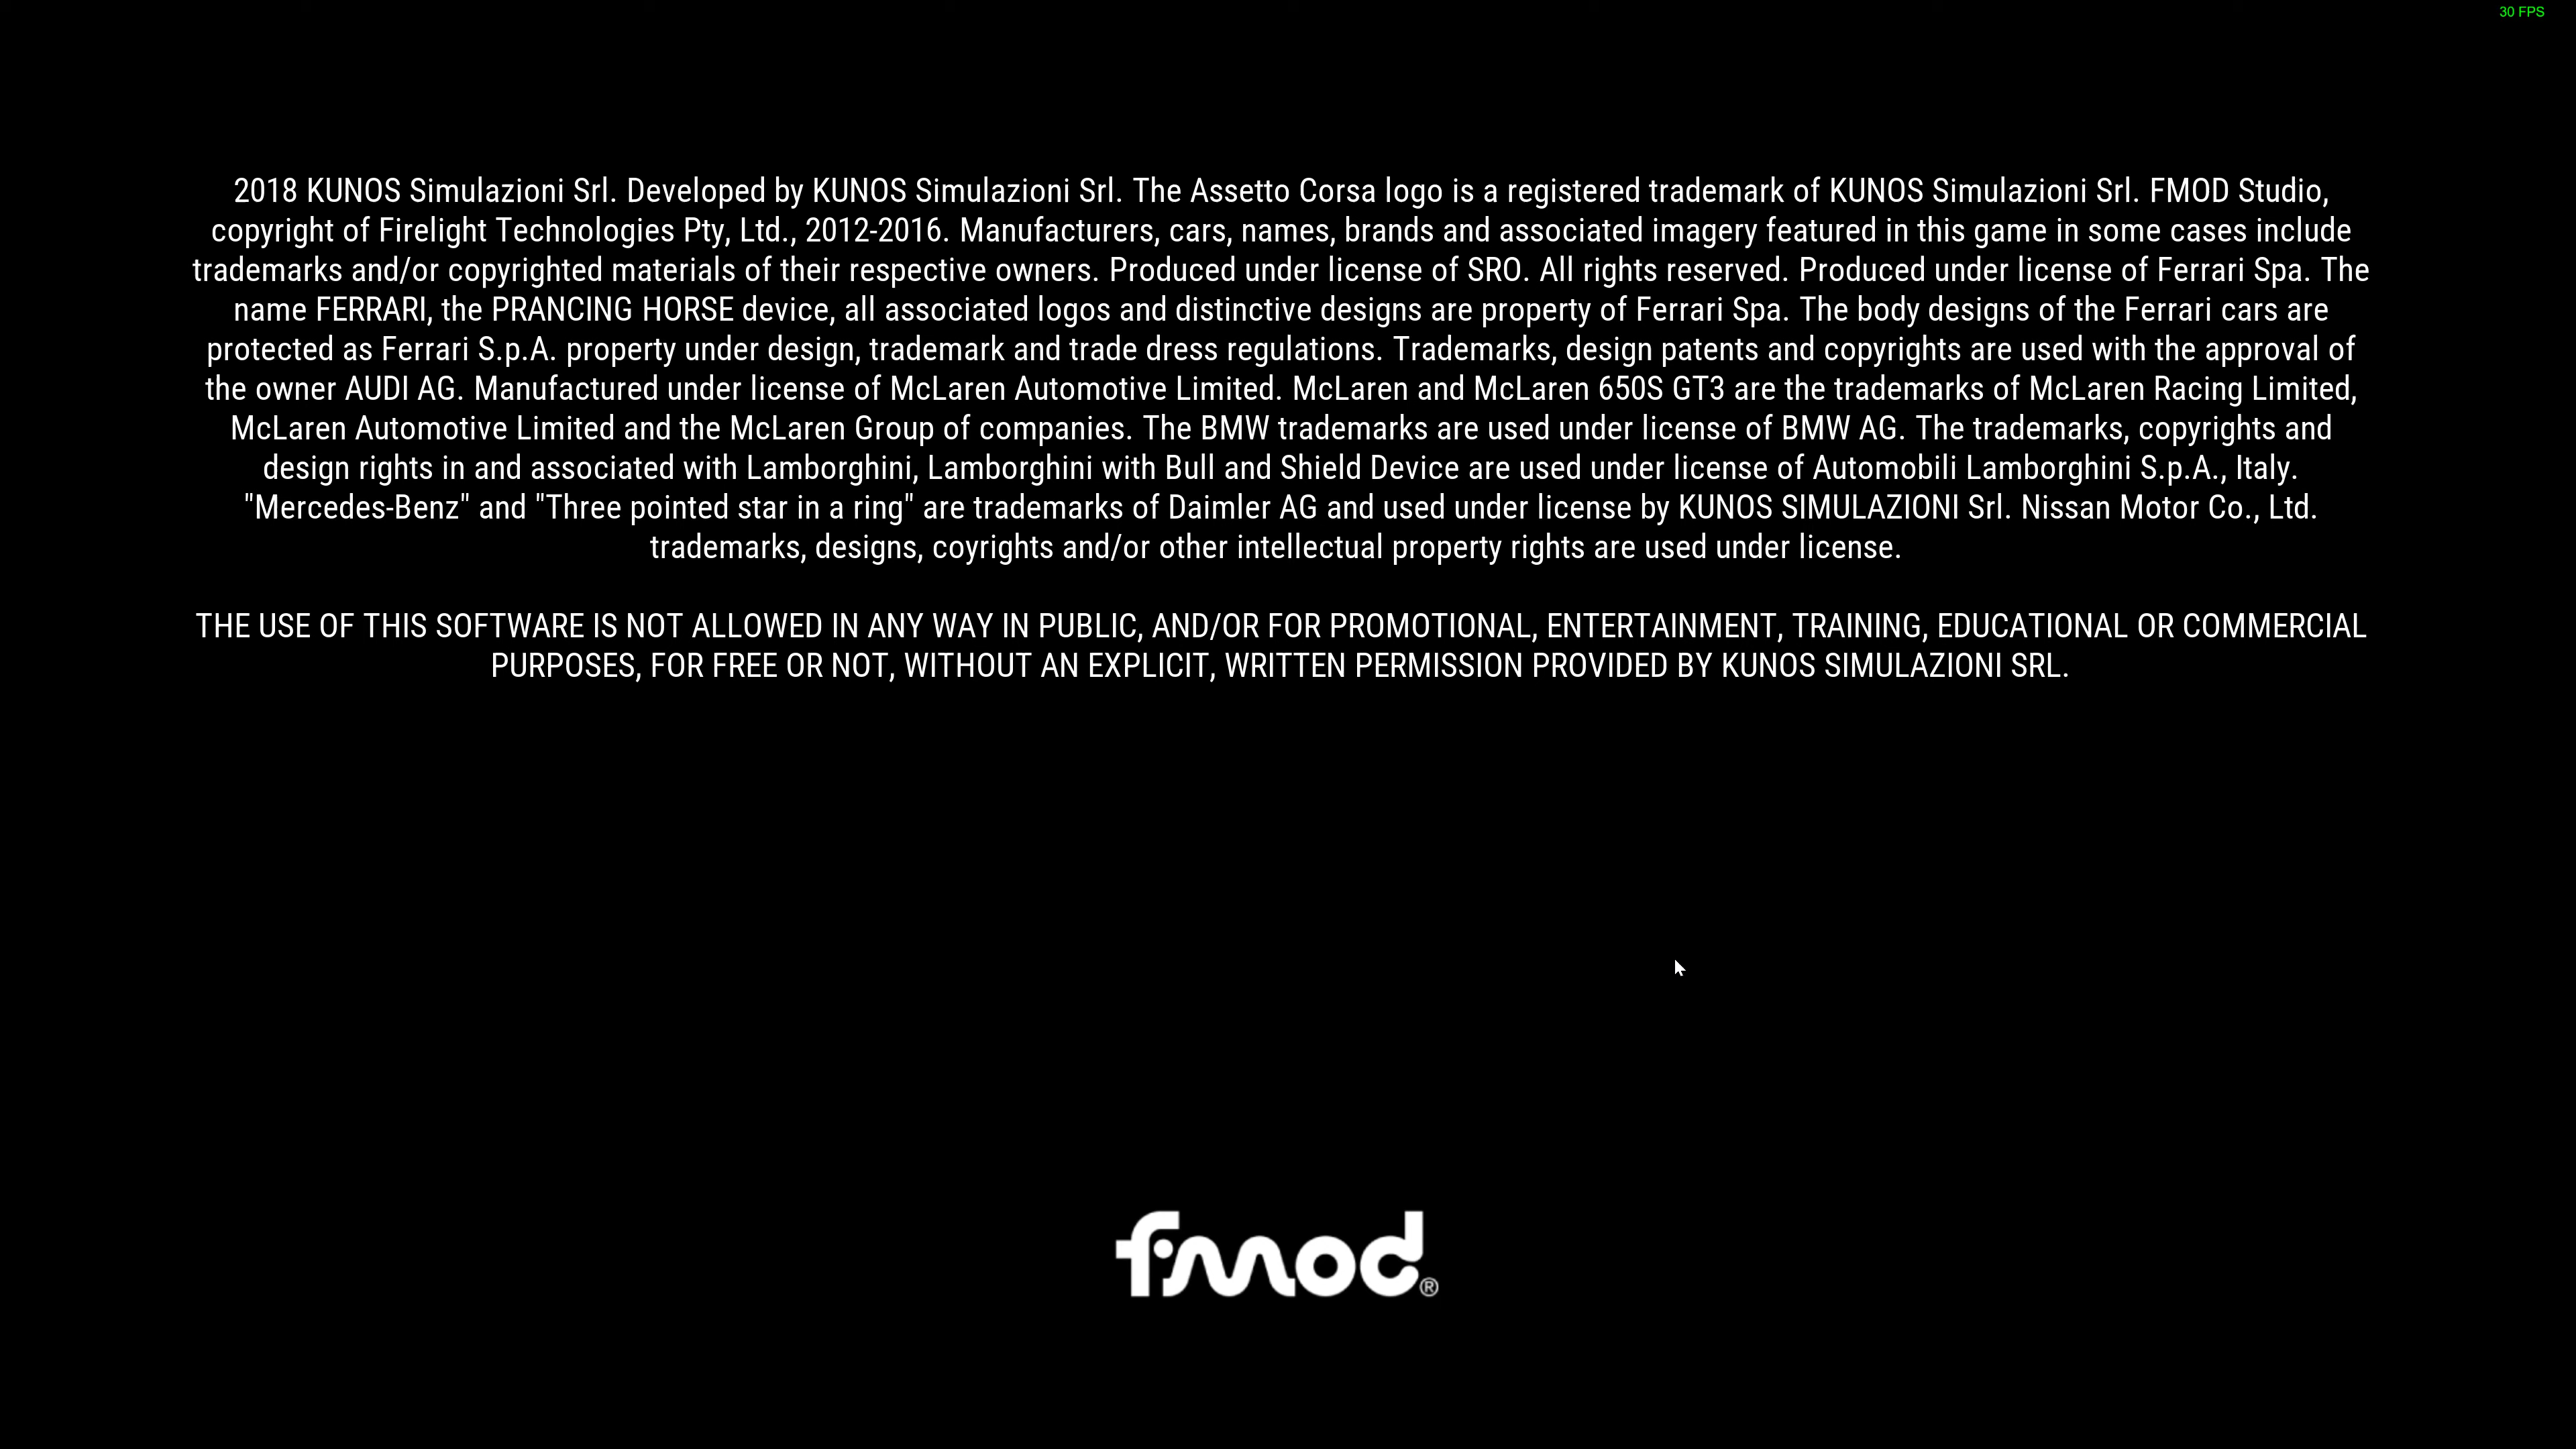 30 FPS
2018 KUNOS Simulazioni Srl. Developed by KUNOS Simulazioni Srl. The Assetto Corsa logo is a registered trademark of KUNOS Simulazioni Srl. FMOD Studio,
copyright of Firelight Technologies Pty, Ltd., 2012-2016. Manufacturers, cars, names, brands and associated imagery featured in this game in some cases include
trademarks and/or copyrighted materials of their respective owners. Produced under license of SRO. All rights reserved. Produced under license of Ferrari Spa. The
name FERRARI, the PRANCING HORSE device, all associated logos and distinctive designs are property of Ferrari Spa. The body designs of the Ferrari cars are
protected as Ferrari S.p.A. property under design, trademark and trade dress regulations. Trademarks, design patents and copyrights are used with the approval of
the owner AUDI AG. Manufactured under license of McLaren Automotive Limited. McLaren and McLaren 650S GT3 are the trademarks of McLaren Racing Limited,
McLaren Automotive Limited and the McLaren Group of companies. The BMW trademarks are used under license of BMW AG. The trademarks, copyrights and
design rights in and associated with Lamborghini, Lamborghini with Bull and Shield Device are used under license of Automobili Lamborghini S.p.A., Italy.
"Mercedes-Benz" and "Three pointed star in a ring" are trademarks of Daimler AG and used under license by KUNOS SIMULAZIONI Srl. Nissan Motor Co., Ltd.
trademarks, designs, coyrights and/or other intellectual property rights are used under license.
THE USE OF THIS SOFTWARE IS NOT ALLOWED IN ANY WAY IN PUBLIC, AND/OR FOR PROMOTIONAL, ENTERTAINMENT, TRAINING, EDUCATIONAL OR COMMERCIAL
PURPOSES, FOR FREE OR NOT, WITHOUT AN EXPLICIT, WRITTEN PERMISSION PROVIDED BY KUNOS SIMULAZIONI SRL.
fmod®